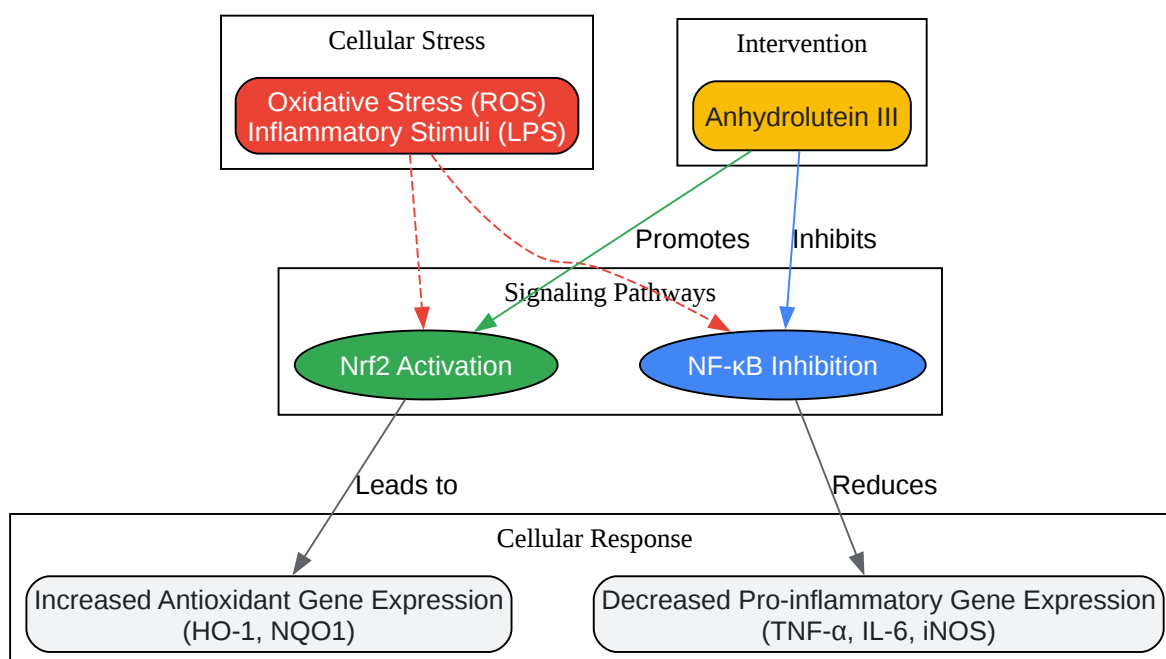 Cellular Stress
Oxidative Stress (ROS)
Inflammatory Stimuli (LPS)
Intervention
Anhydrolutein III
Promotes
Inhibits
Signaling Pathways
Nrf2 Activation
NF-κB Inhibition
Leads to
Reduces
Cellular Response
Increased Antioxidant Gene Expression
(HO-1, NQO1)
Decreased Pro-inflammatory Gene Expression
(TNF-α, IL-6, iNOS)